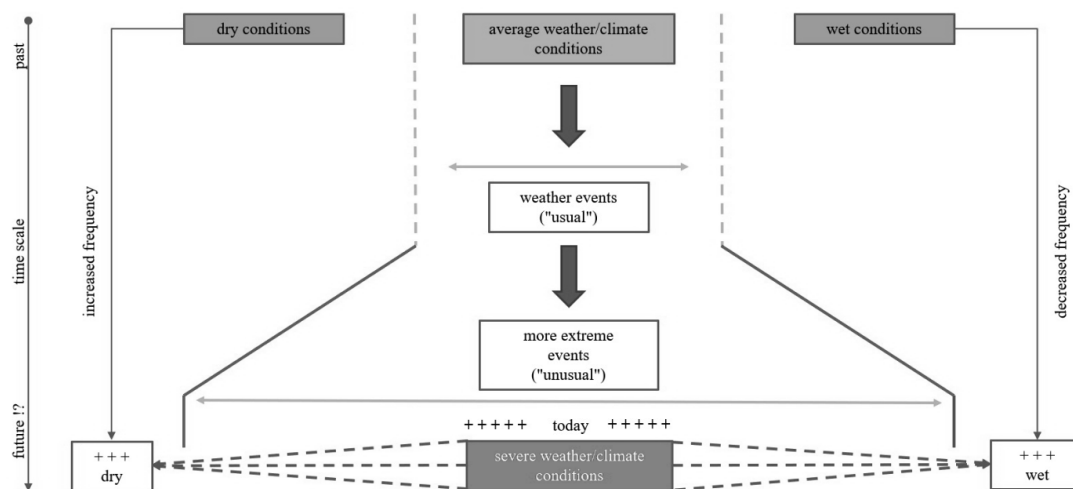 past
time scale
future !?
dry conditions
average weather/climate
conditions
wet conditions
increased frequency
decreased frequency
weather events
("usual")
more extreme
events
("unusual")
+ + + + + today + + + + +
+ + +
dry
severe weather/climate
conditions
+ + +
wet